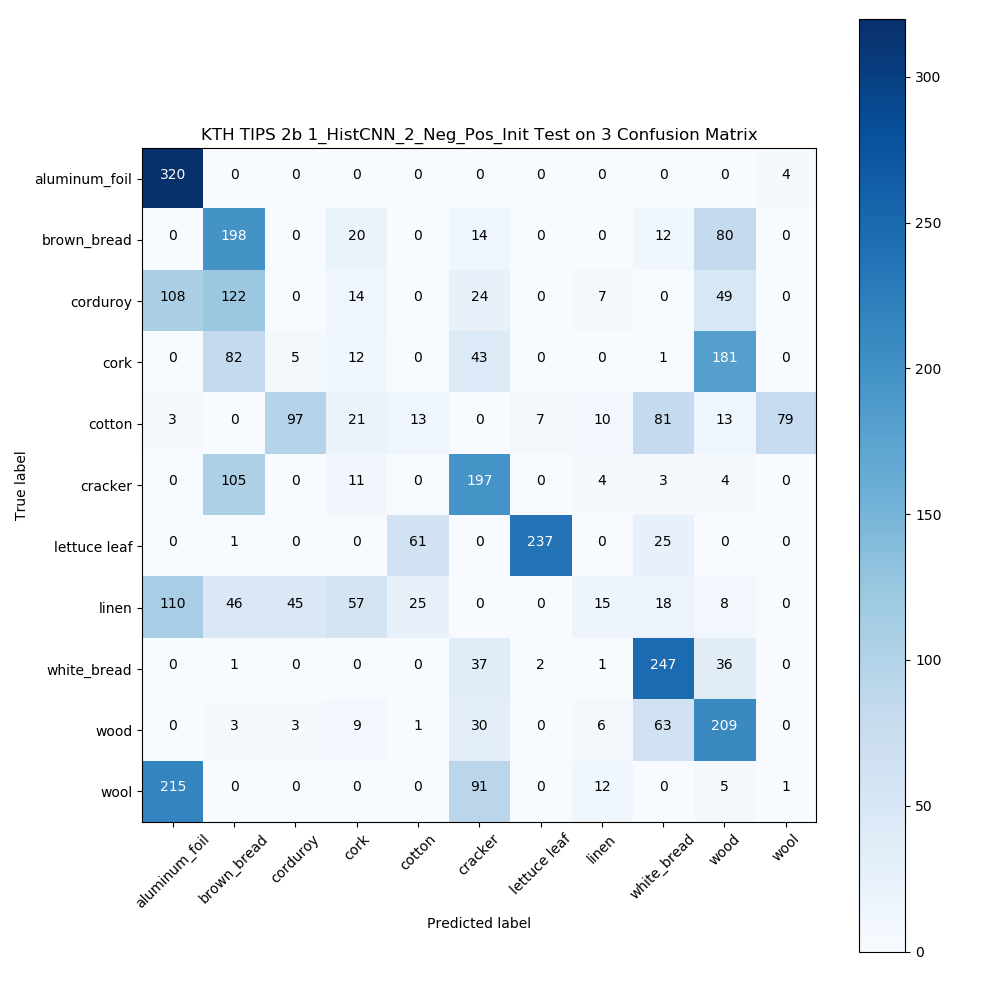 KTH TIPS 2b 1_HistCNN_2_Neg_Pos_Init Test on 3 Confusion Matrix
aluminum_foil 320 0 0 0 0 0 0 0 0 0 4
brown_bread 0 198 0 20 0 14 0 0 12 80 0
corduroy 108 122 0 14 0 24 0 7 0 49 0
cork 0 82 5 12 0 43 0 0 1 181 0
cotton 3 0 97 21 13 0 7 10 81 13 79
cracker 0 105 0 11 0 197 0 4 3 4 0
lettuce leaf 0 1 0 0 61 0 237 0 25 0 0
linen 110 46 45 57 25 0 0 15 18 8 0
white_bread 0 1 0 0 0 37 2 1 247 36 0
wood 0 3 3 9 1 30 0 6 63 209 0
wool 215 0 0 0 0 91 0 12 0 5 1
aluminum_foil brown_bread corduroy cork cotton cracker lettuce leaf linen white_bread wood wool
Predicted label
True label
300
250
200
150
100
50
0